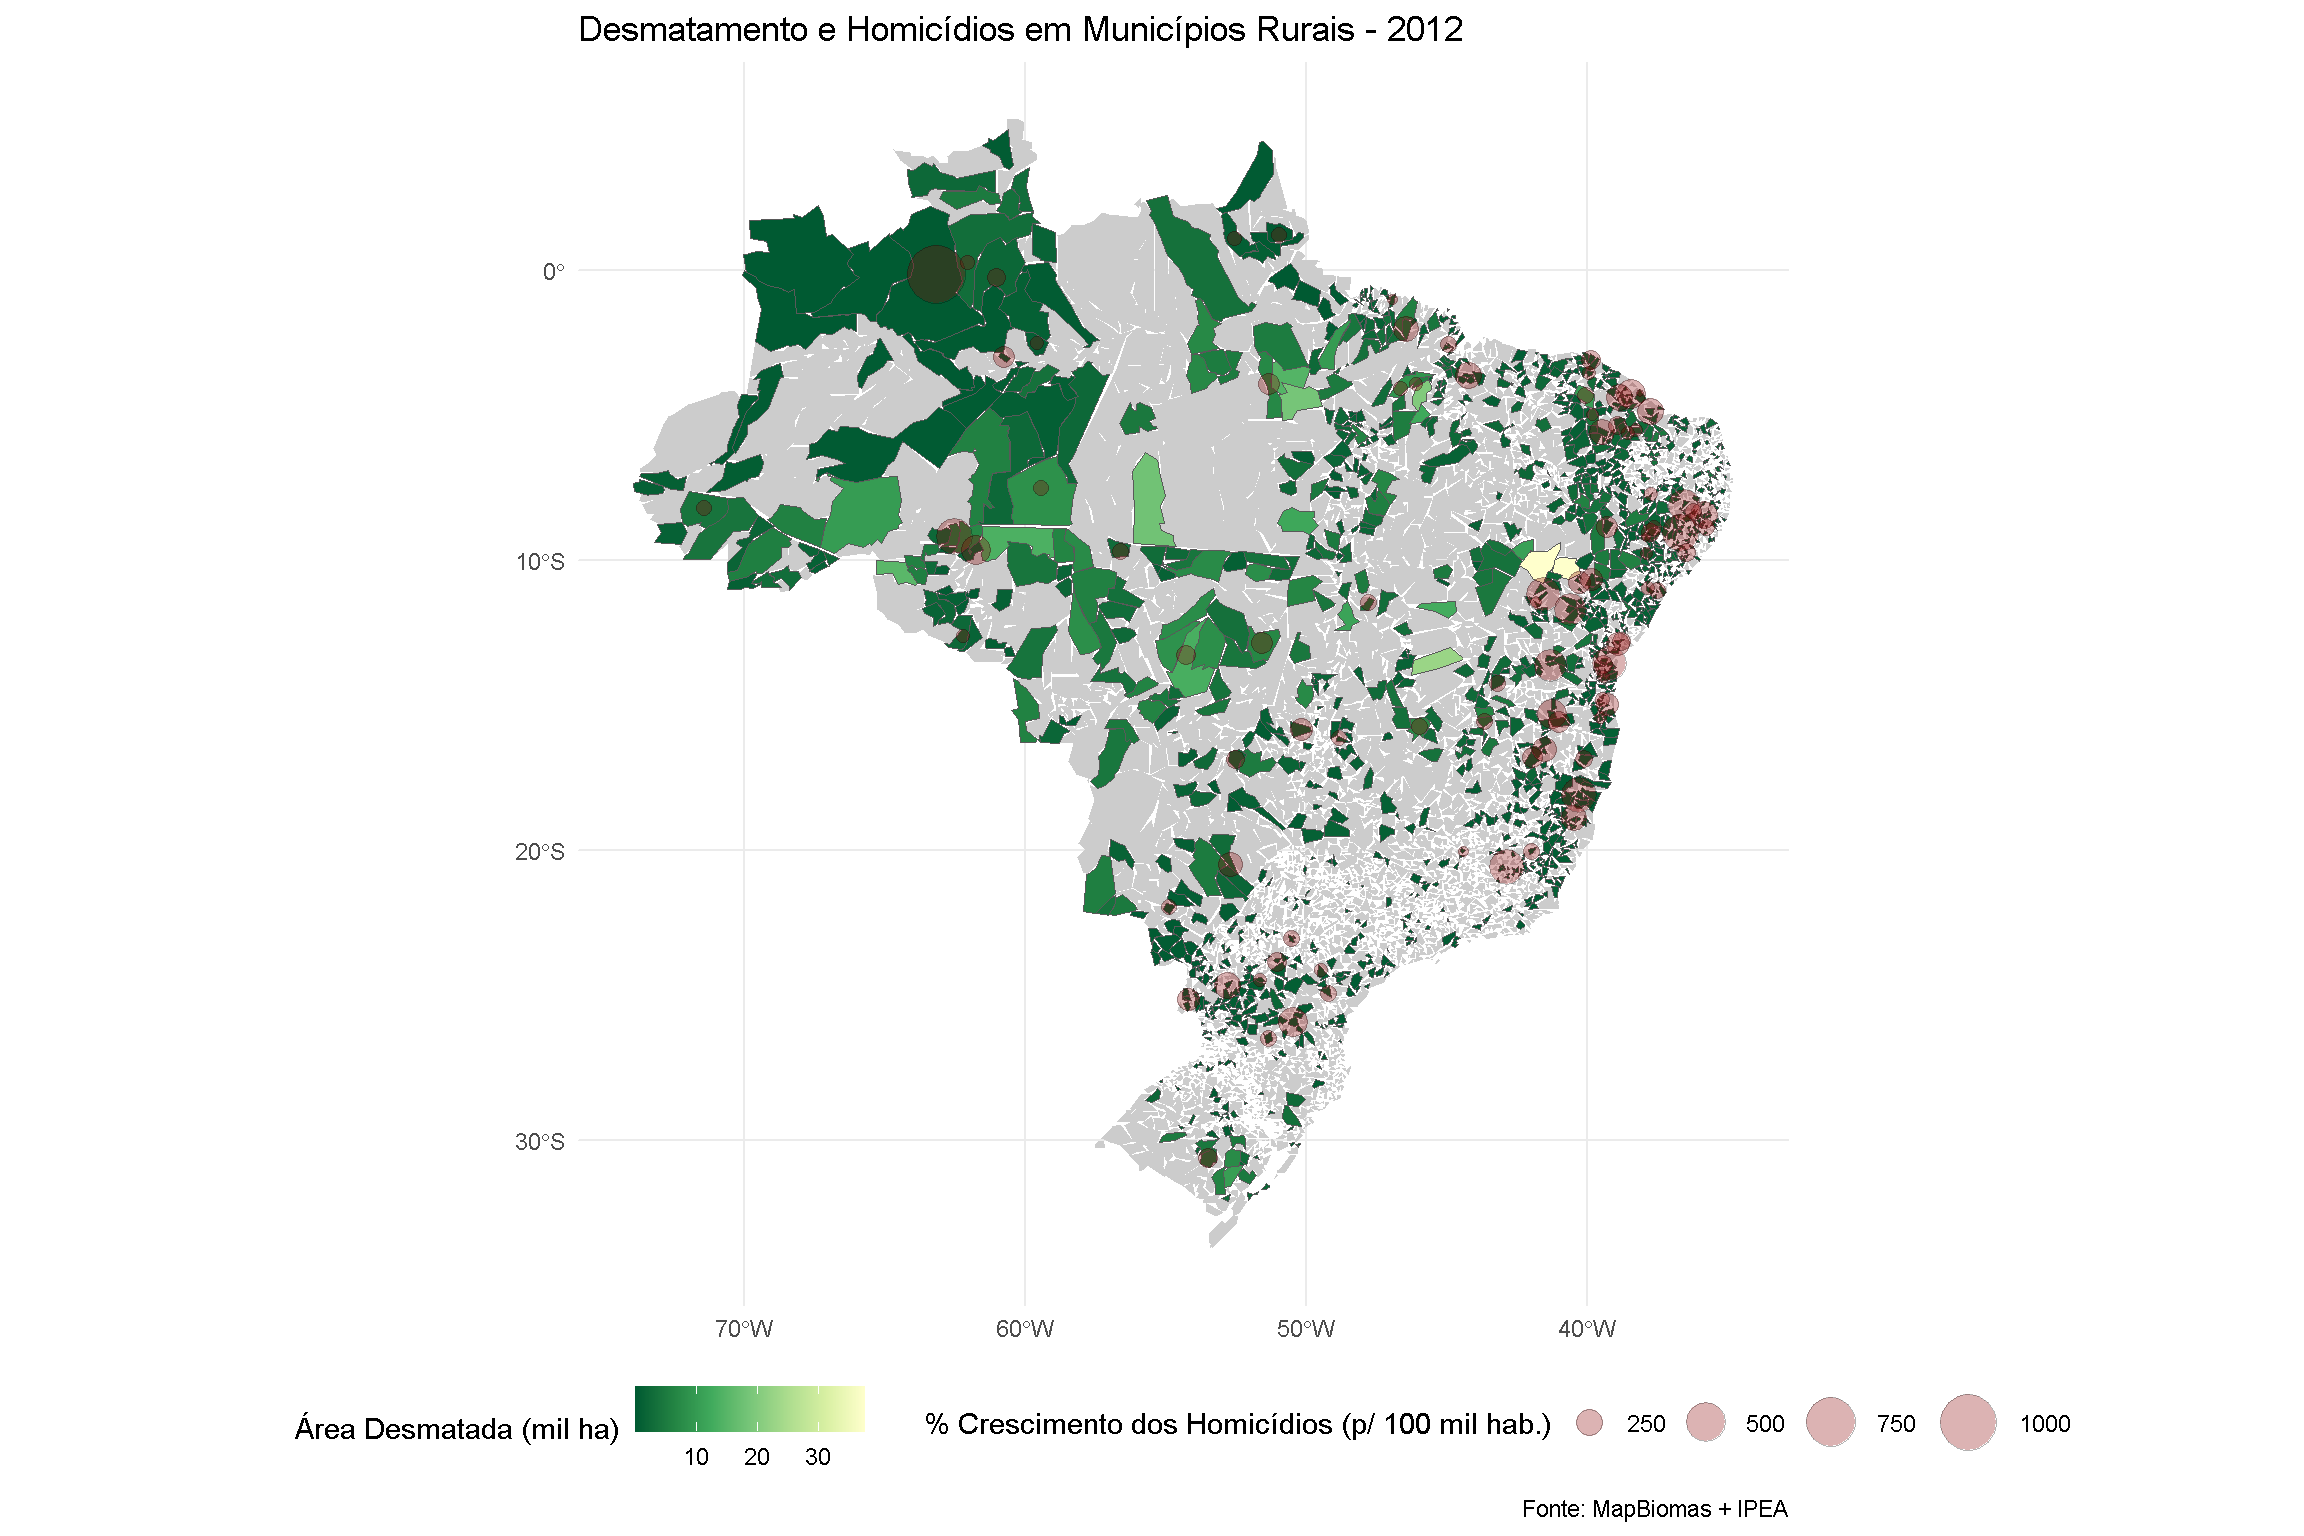 Desmatamento e Homicídios em Municípios Rurais - 2012
0°
10°S
20°S
30°S
70°W 60°W 50°W 40°W
Área Desmatada (mil ha)
10 20 30
% Crescimento dos Homicídios (p/ 100 mil hab.) 250 500 750 1000
Fonte: MapBiomas + IPEA